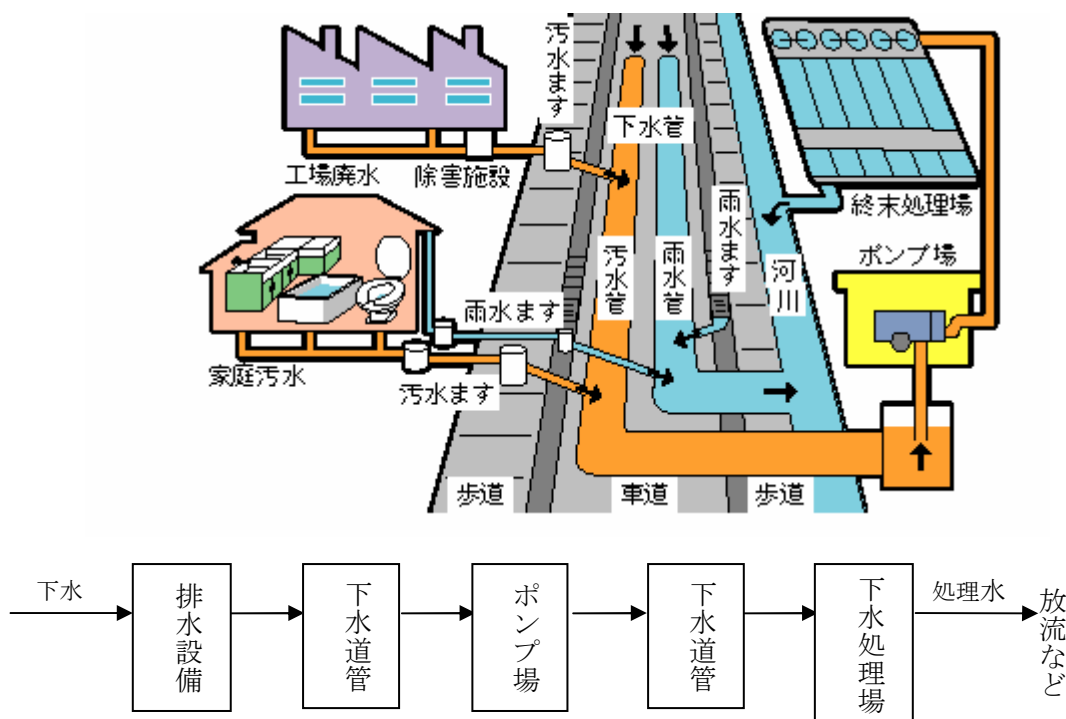 汚水ます
下水管
工場廃水
除害施設
雨水ます
終末処理場
汚水管
雨水管
河川
ポンプ場
雨水ます
家庭汚水
汚水ます
歩道
車道
歩道
下水
排水設備
下水道管
ポンプ場
下水道管
下水処理場
処理水
放流など